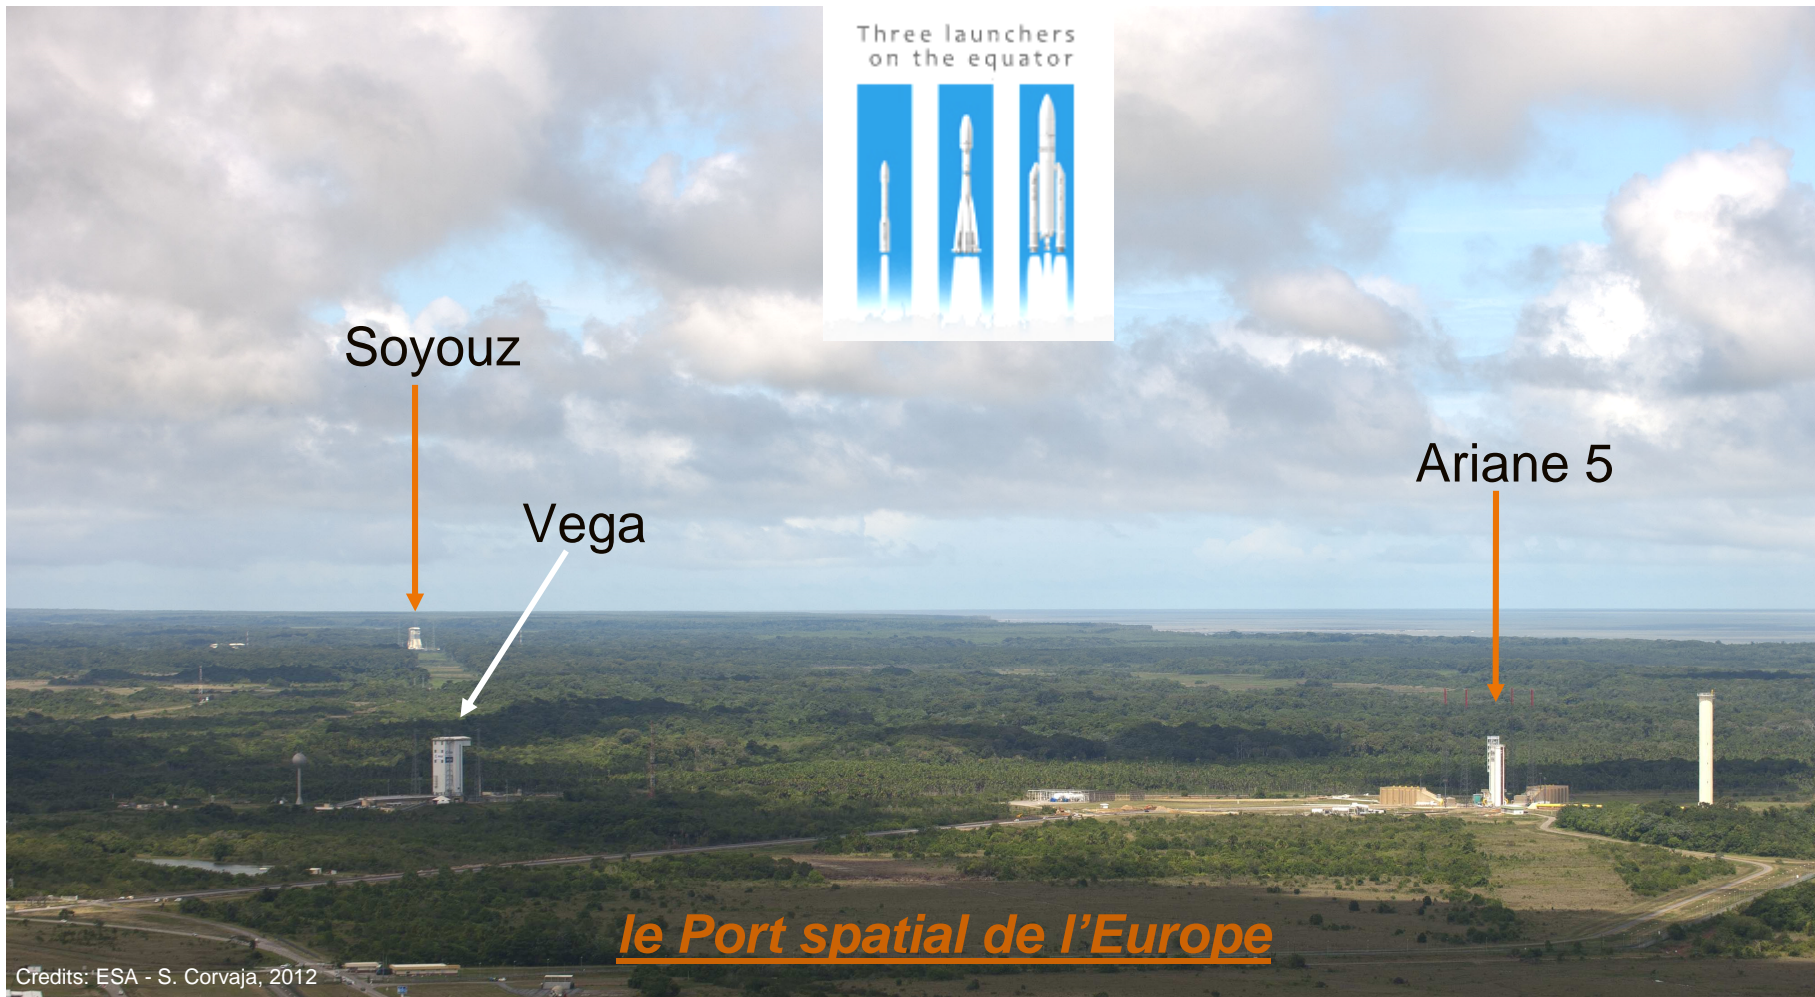 Three launchers
on the equator
Soyouz
Ariane 5
Vega
le Port spatial de l’Europe
Credits: ESA - S. Corvaja, 2012